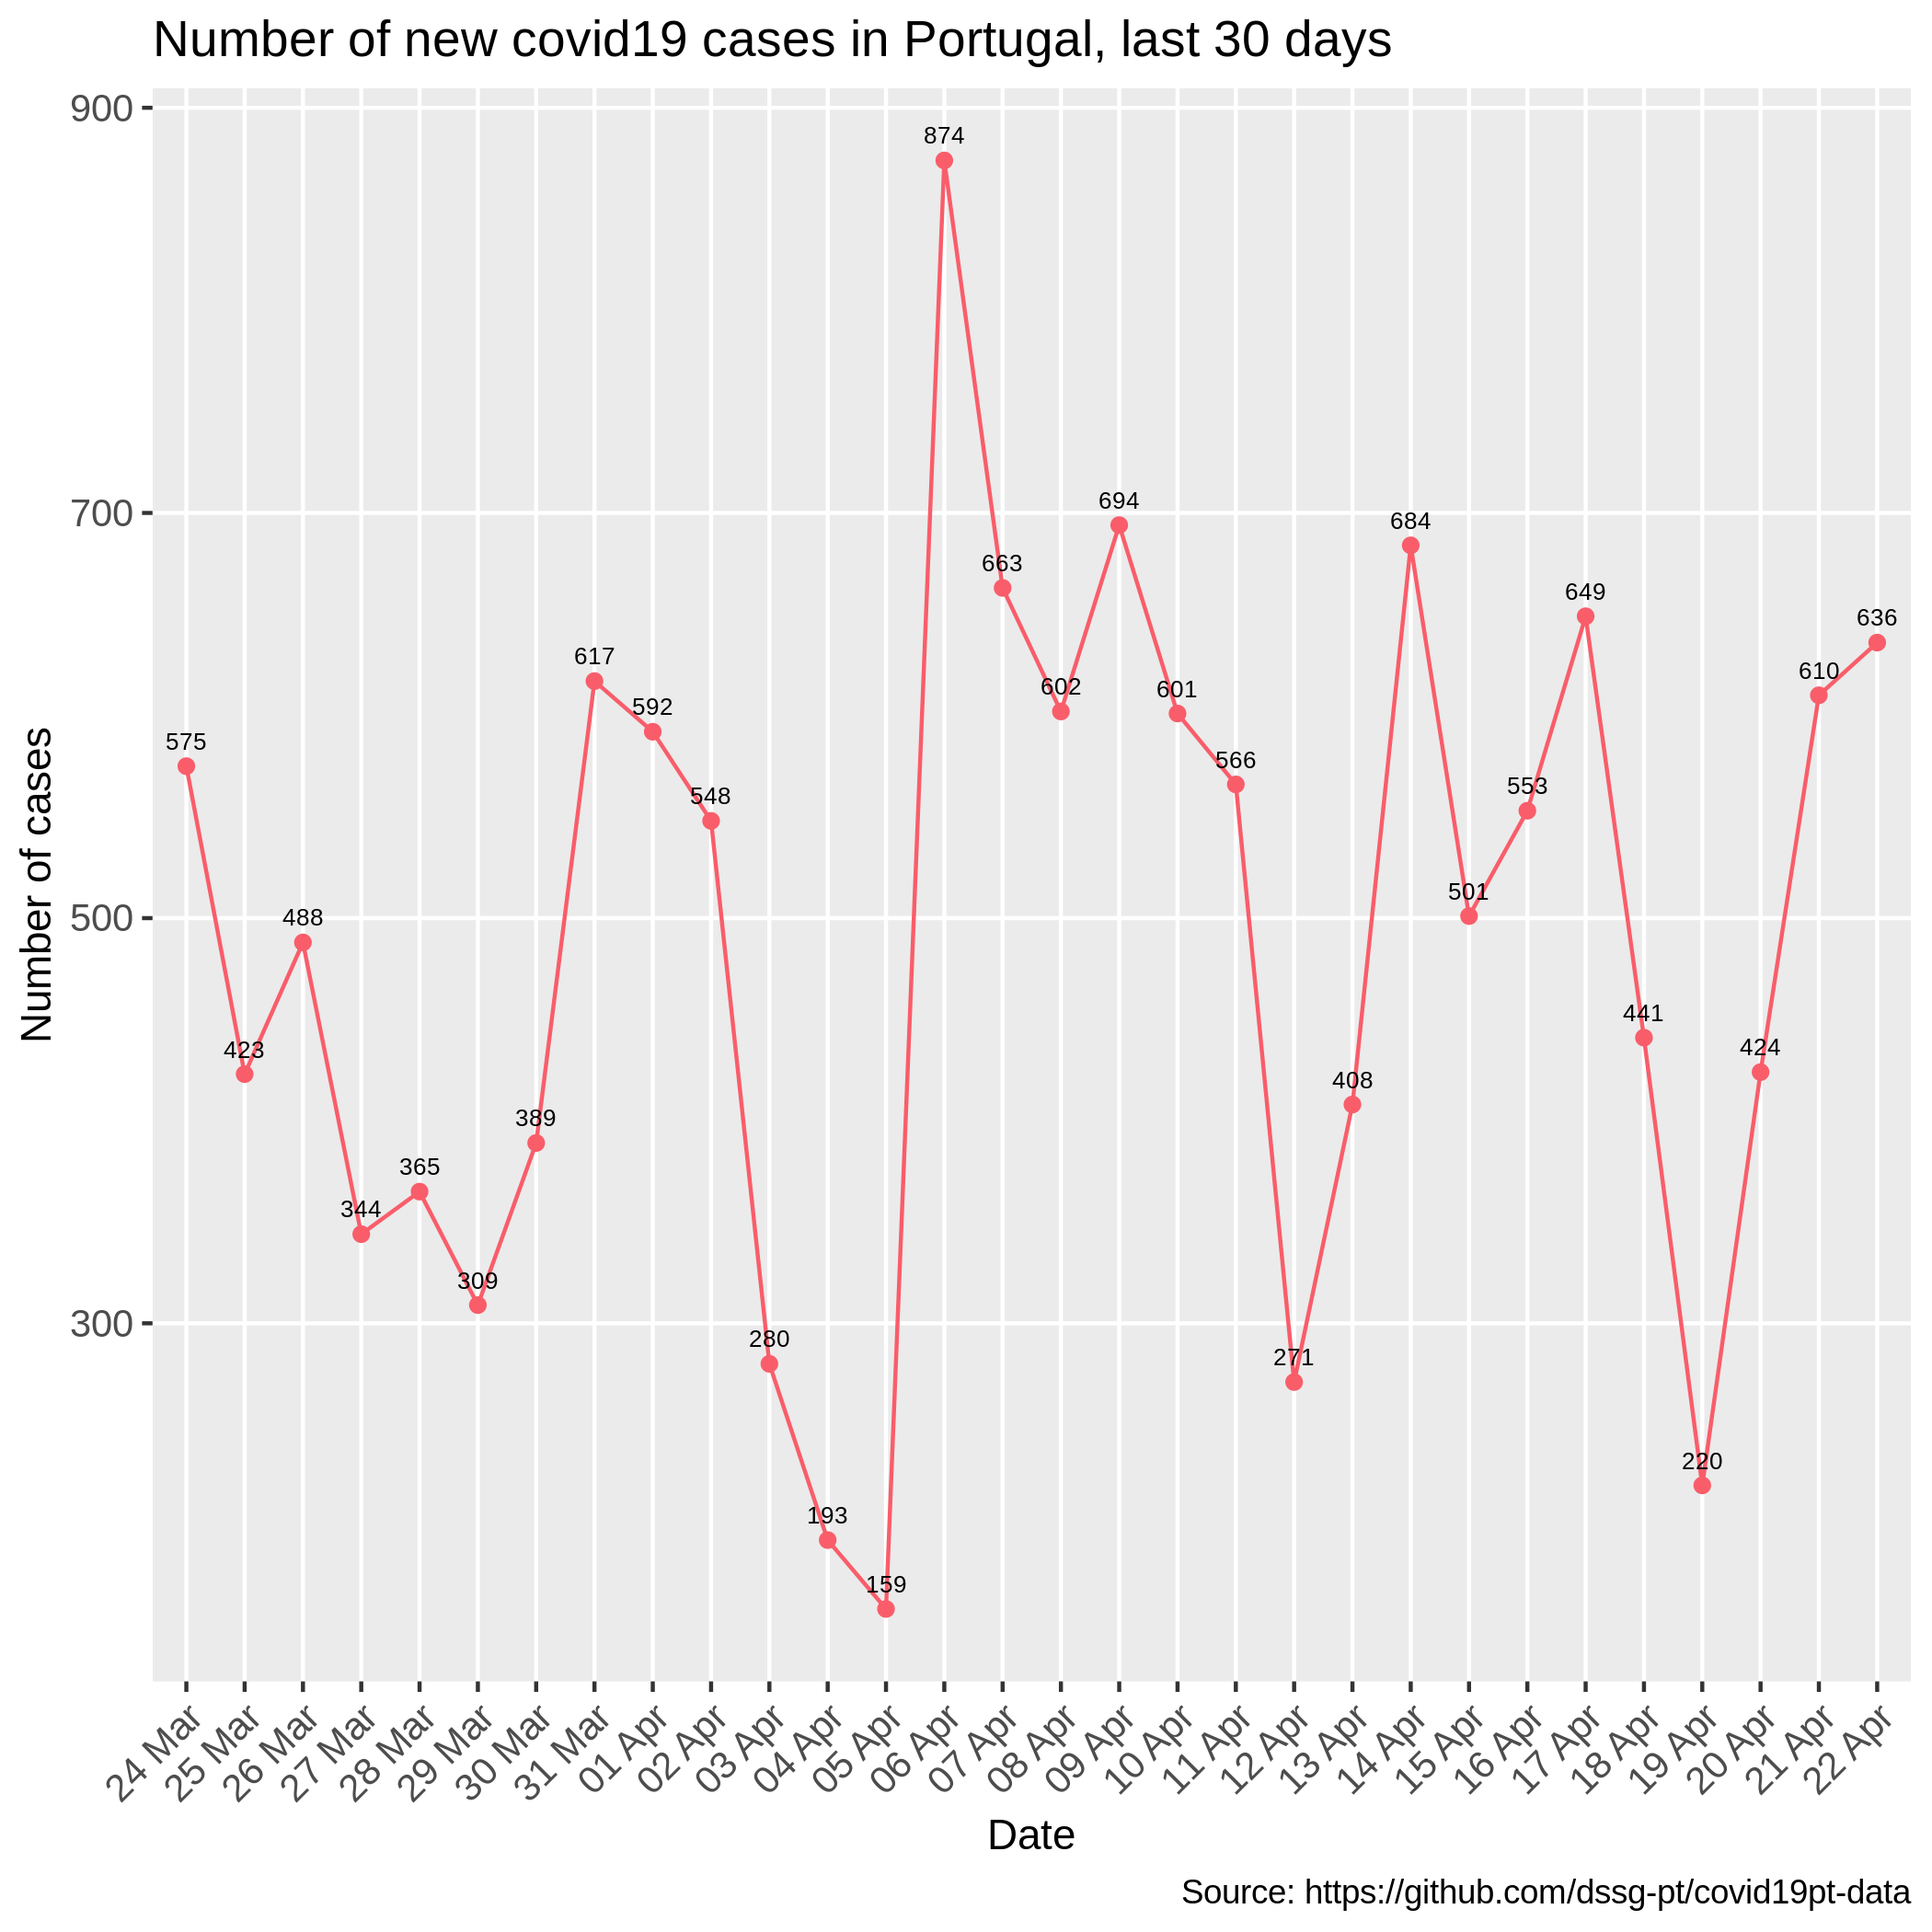 Number of new covid19 cases in Portugal, last 30 days
Number of cases
900
700
500
300
575
423
488
344
365
309
389
617
592
548
280
193
159
874
663
602
694
601
566
271
408
684
501
553
649
441
220
424
610
636
24 Mar
25 Mar
26 Mar
27 Mar
28 Mar
29 Mar
30 Mar
31 Mar
01 Apr
02 Apr
03 Apr
04 Apr
05 Apr
06 Apr
07 Apr
08 Apr
09 Apr
10 Apr
11 Apr
12 Apr
13 Apr
14 Apr
15 Apr
16 Apr
17 Apr
18 Apr
19 Apr
20 Apr
21 Apr
22 Apr
Date
Source: https://github.com/dssg-pt/covid19pt-data